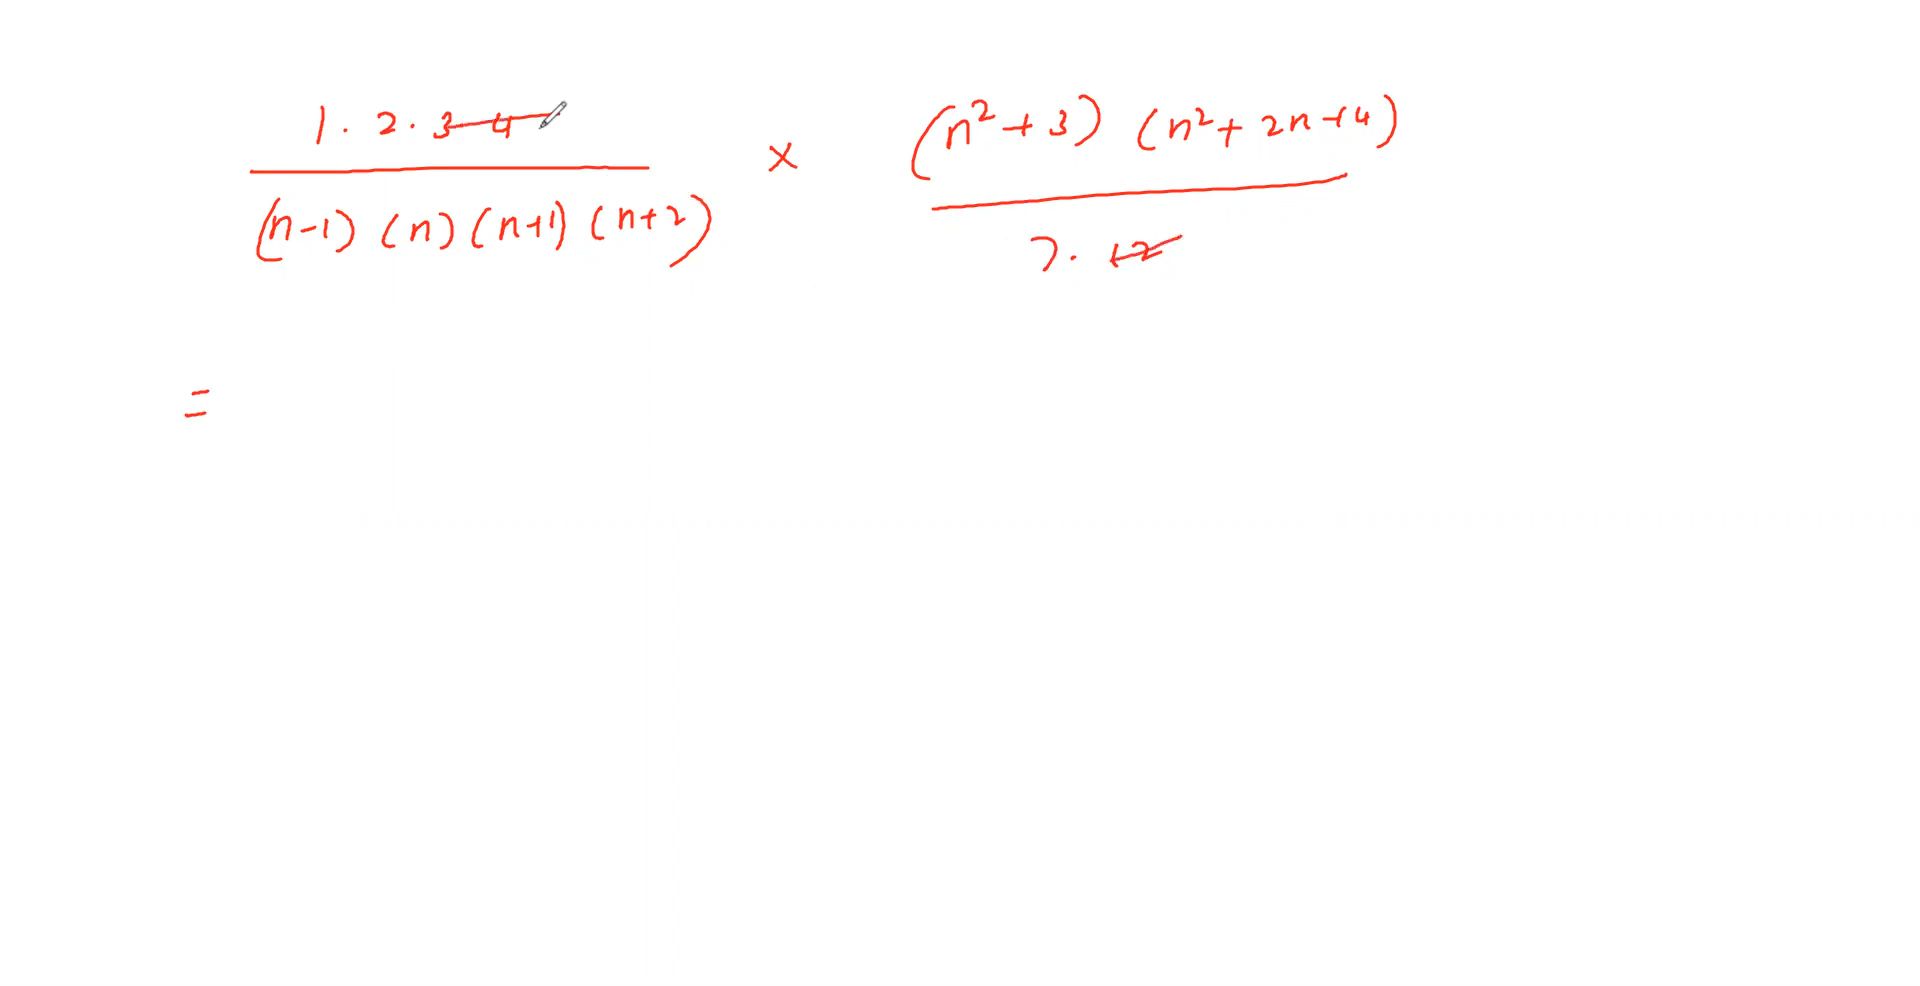 1 . 2 . 3 4 × (n² + 3) (n² + 2n + 4)
(n-1) (n) (n+1) (n+2) 7 . 12
=